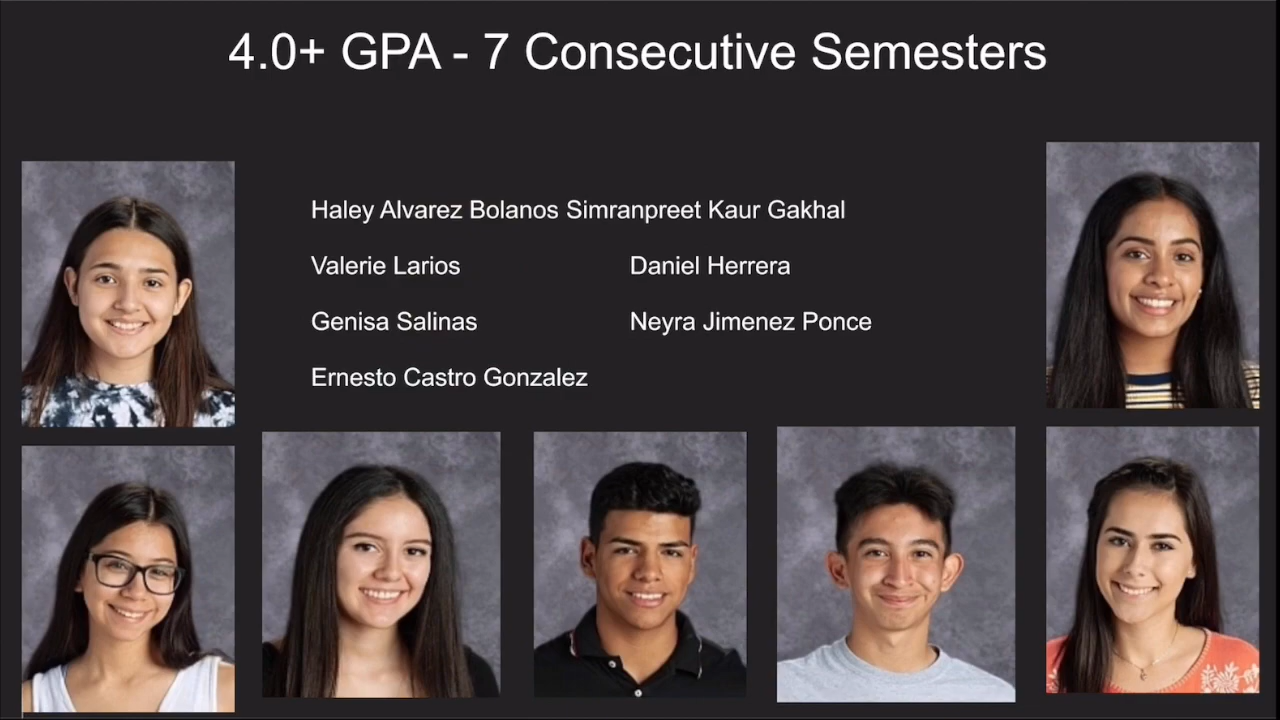 4.0+ GPA - 7 Consecutive Semesters
Haley Alvarez Bolanos Simranpreet Kaur Gakhal
Valerie Larios Daniel Herrera
Genisa Salinas Neyra Jimenez Ponce
Ernesto Castro Gonzalez